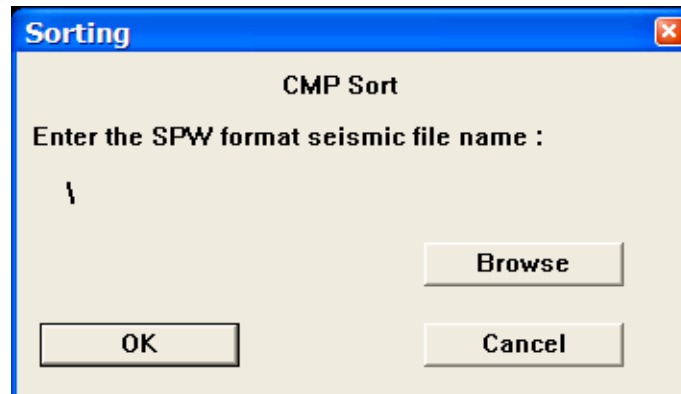 Sorting
CMP Sort
Enter the SPW format seismic file name :
\
Browse
OK Cancel